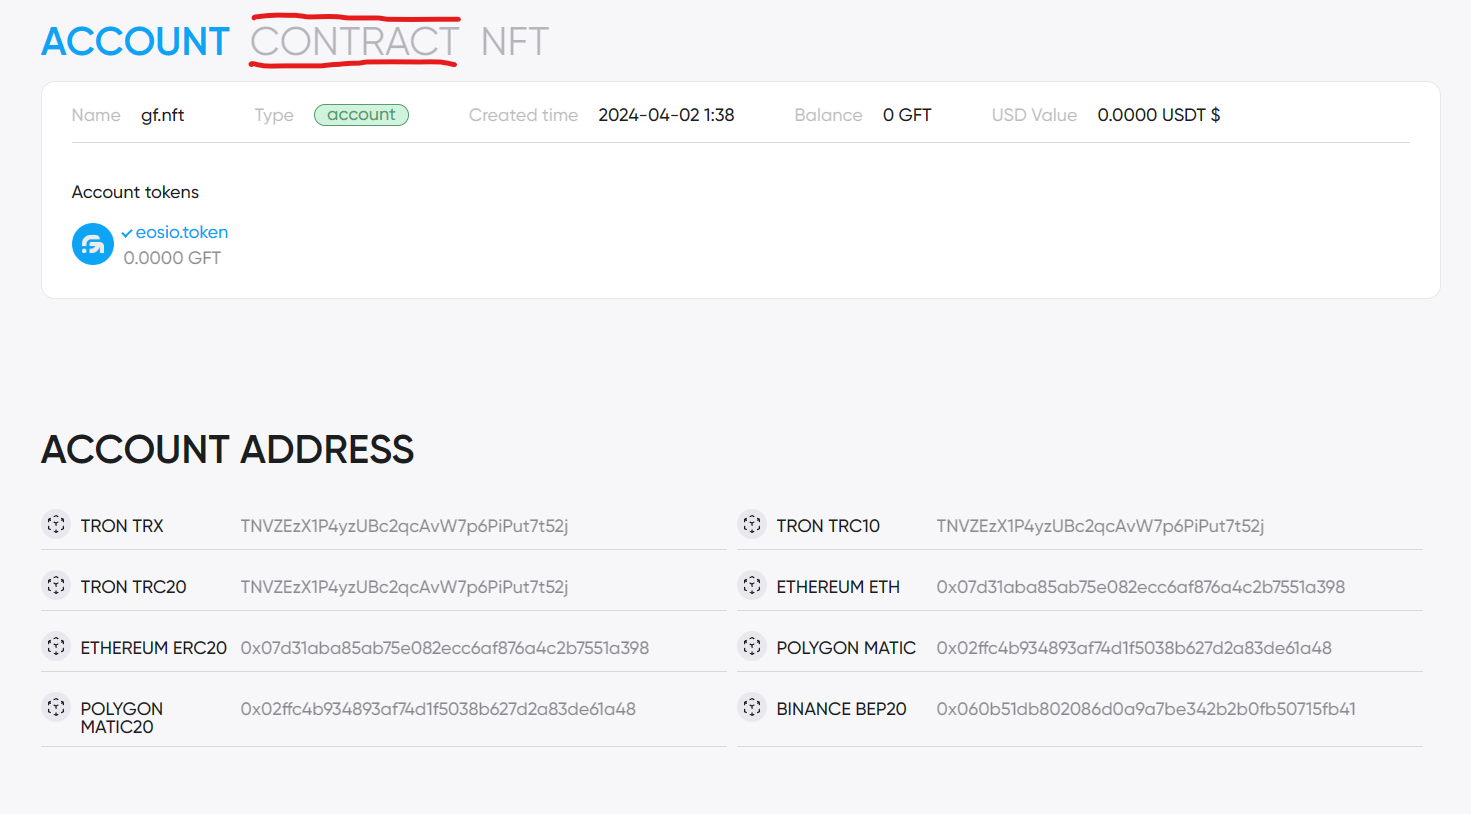 ACCOUNT CONTRACT NFT
Name gf.nft Type account Created time 2024-04-02 1:38 Balance 0 GFT USD Value 0.0000 USDT $
Account tokens
eosio.token
0.0000 GFT
ACCOUNT ADDRESS
TRON TRX TNVZEzX1P4yzUBc2qcAvW7p6PiPut7t52j
TRON TRC10 TNVZEzX1P4yzUBc2qcAvW7p6PiPut7t52j
TRON TRC20 TNVZEzX1P4yzUBc2qcAvW7p6PiPut7t52j
ETHEREUM ETH 0x07d31aba85ab75e082ecc6af876a4c2b7551a398
ETHEREUM ERC20 0x07d31aba85ab75e082ecc6af876a4c2b7551a398
POLYGON MATIC 0x02ffc4b934893af74d1f5038b627d2a83de61a48
POLYGON 0x02ffc4b934893af74d1f5038b627d2a83de61a48
MATIC20
BINANCE BEP20 0x060b51db802086d0a9a7be342b2b0fb50715fb41